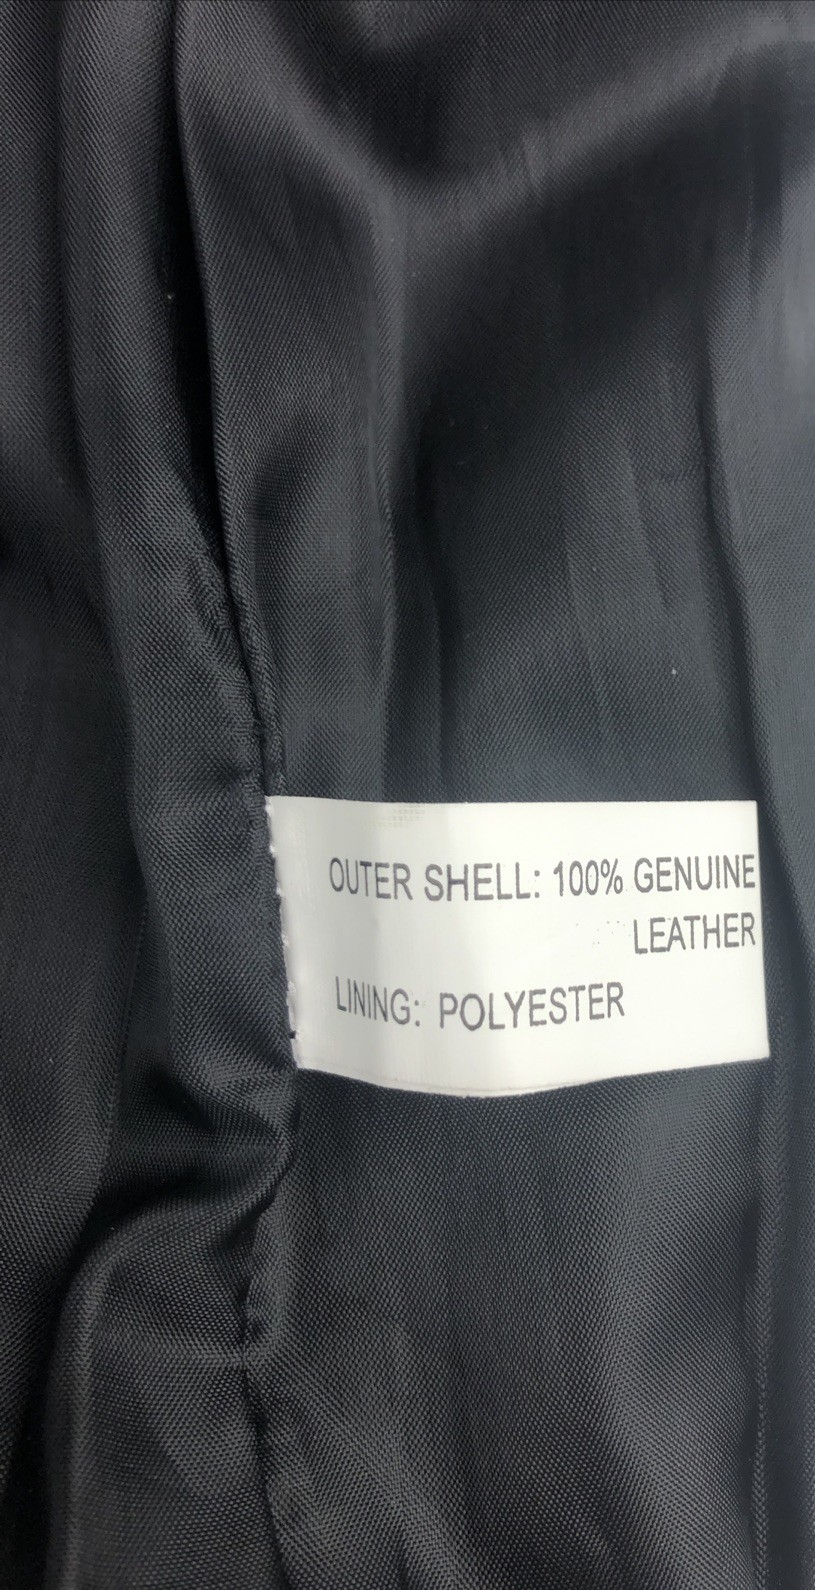 OUTER SHELL: 100% GENUINE
LEATHER
LINING: POLYESTER